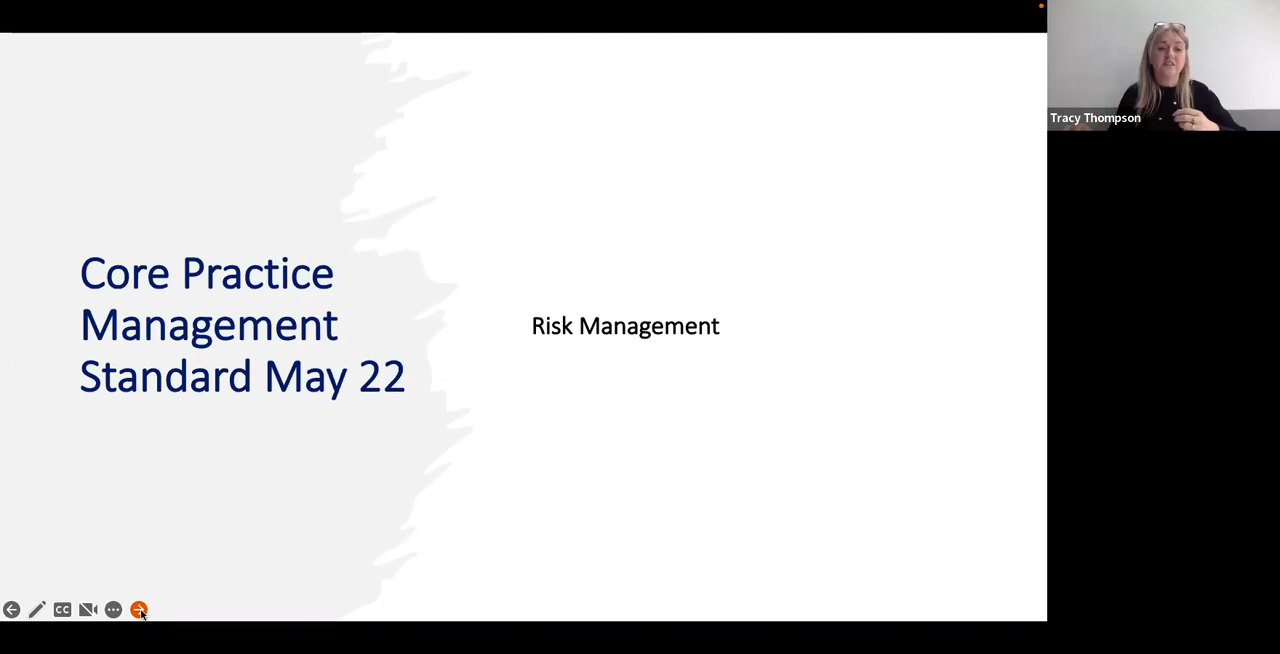 Tracy Thompson
Core Practice
Management
Standard May 22
Risk Management
CC